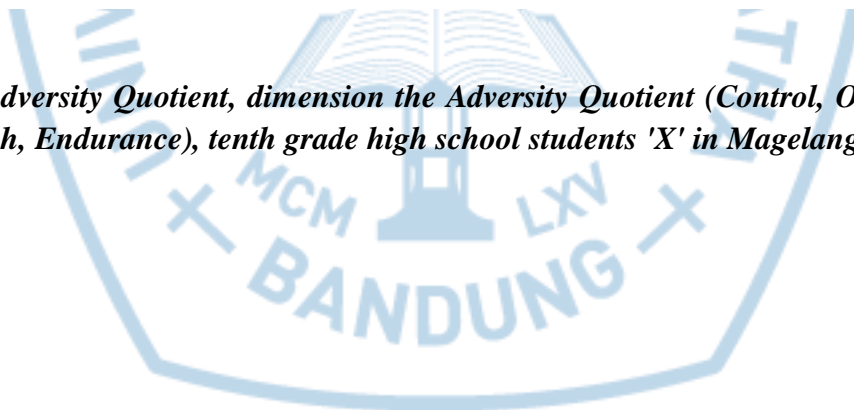 dversity Quotient, dimension the Adversity Quotient (Control, O
h, Endurance), tenth grade high school students 'X' in Magelang
MCM LXV
BANDUNG